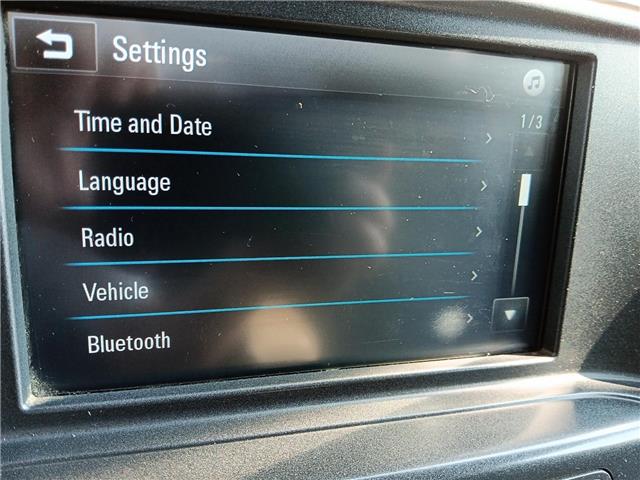 Settings
1/3
Time and Date
Language
Radio
Vehicle
Bluetooth